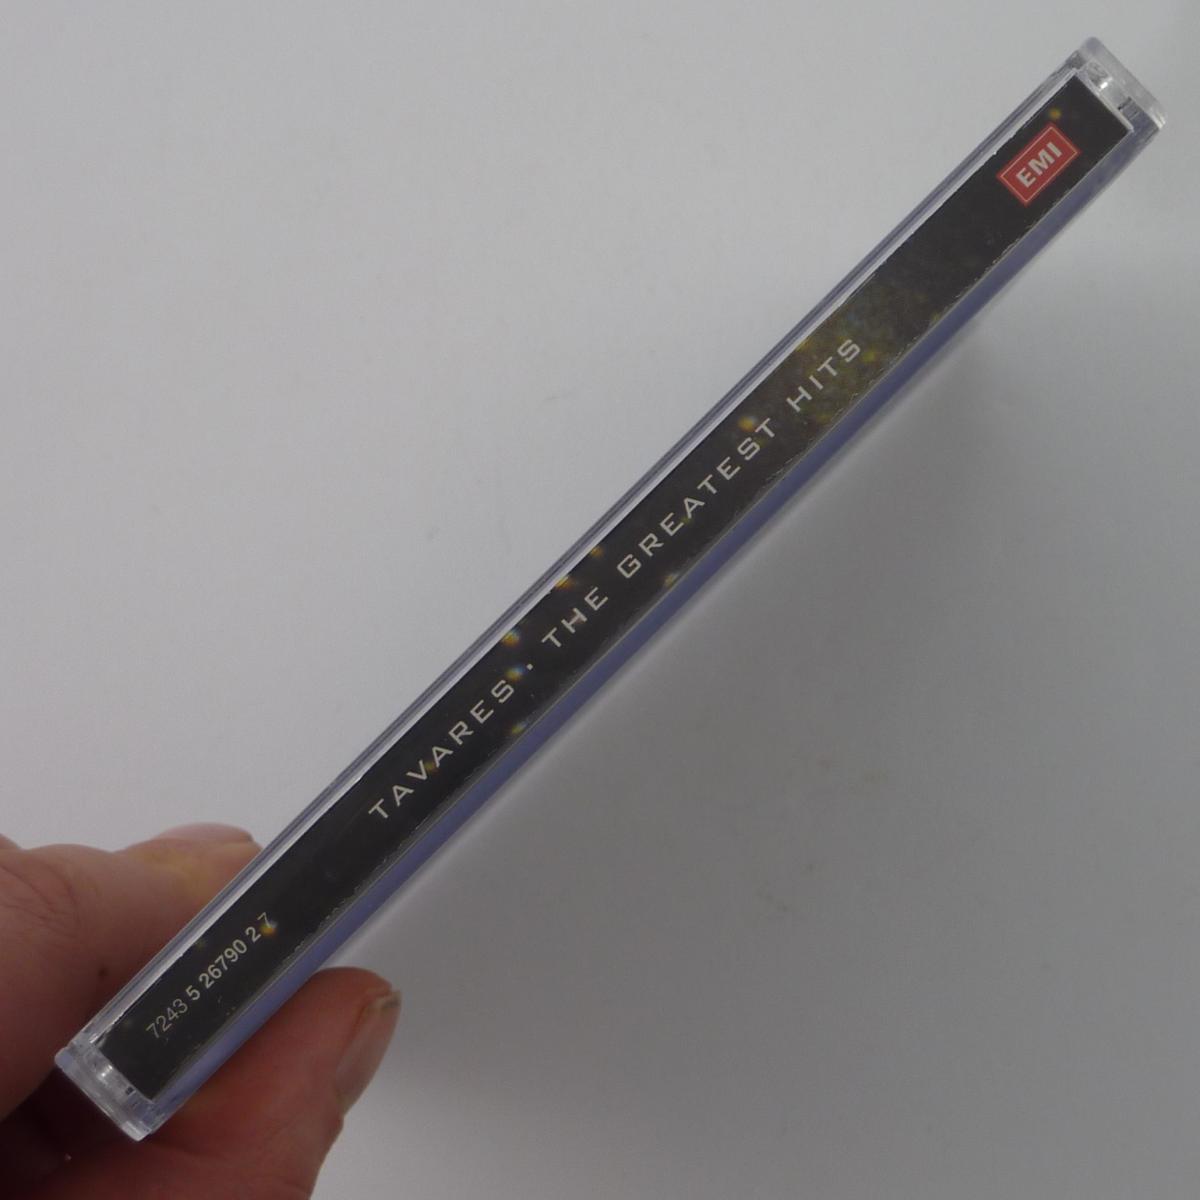 7243 5 26790 2 7
TAVARES · THE GREATEST HITS
EMI